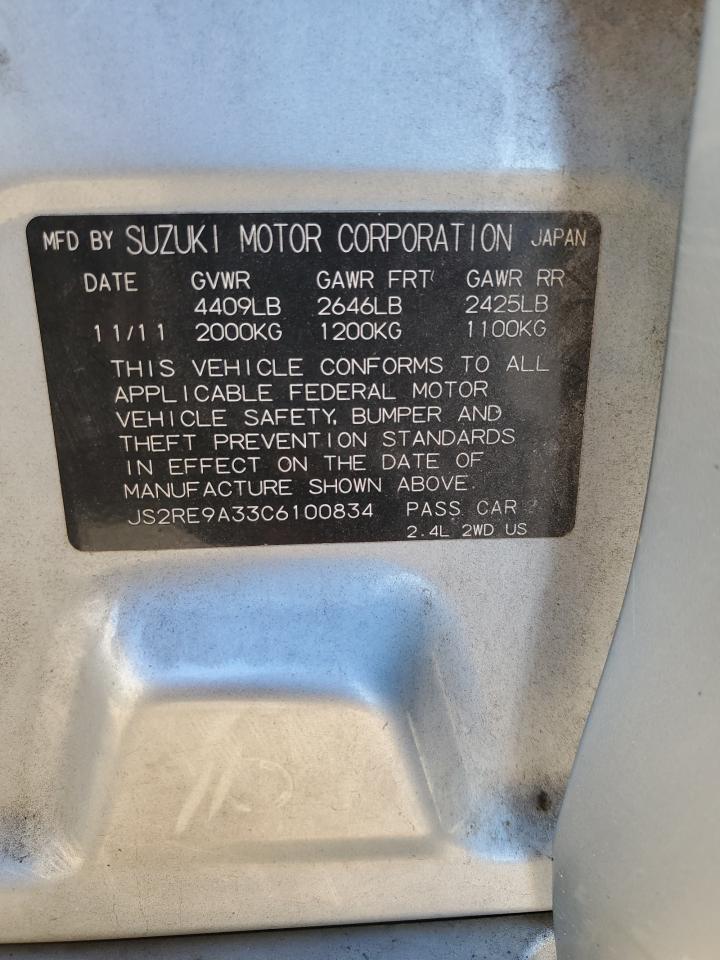 MFD BY SUZUKI MOTOR CORPORATION JAPAN
DATE GVWR GAWR FRT GAWR RR
4409LB 2646LB 2425LB
11/11 2000KG 1200KG 1100KG
THIS VEHICLE CONFORMS TO ALL
APPLICABLE FEDERAL MOTOR
VEHICLE SAFETY, BUMPER AND
THEFT PREVENTION STANDARDS
IN EFFECT ON THE DATE OF
MANUFACTURE SHOWN ABOVE.
JS2RE9A33C6100834 PASS CAR
2.4L 2WD US